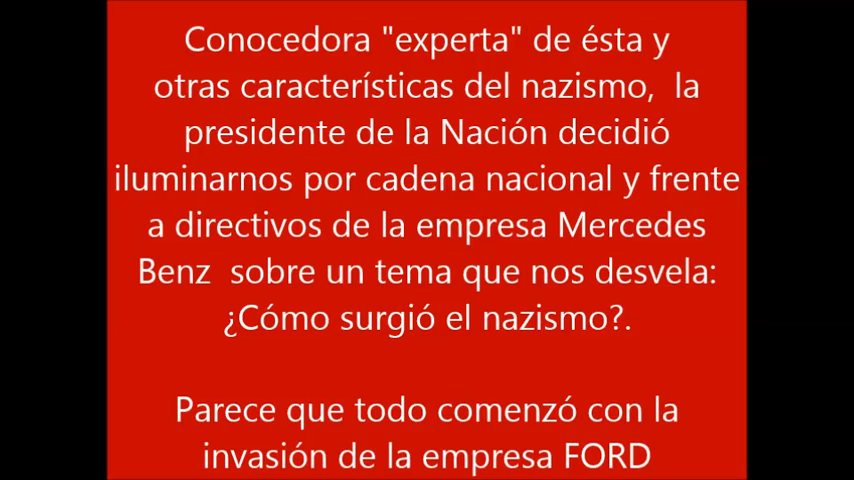 Conocedora "experta" de ésta y
otras características del nazismo,  la
presidente de la Nación decidió
iluminarnos por cadena nacional y frente
a directivos de la empresa Mercedes
Benz  sobre un tema que nos desvela:
¿Cómo surgió el nazismo?.
Parece que todo comenzó con la
invasión de la empresa FORD